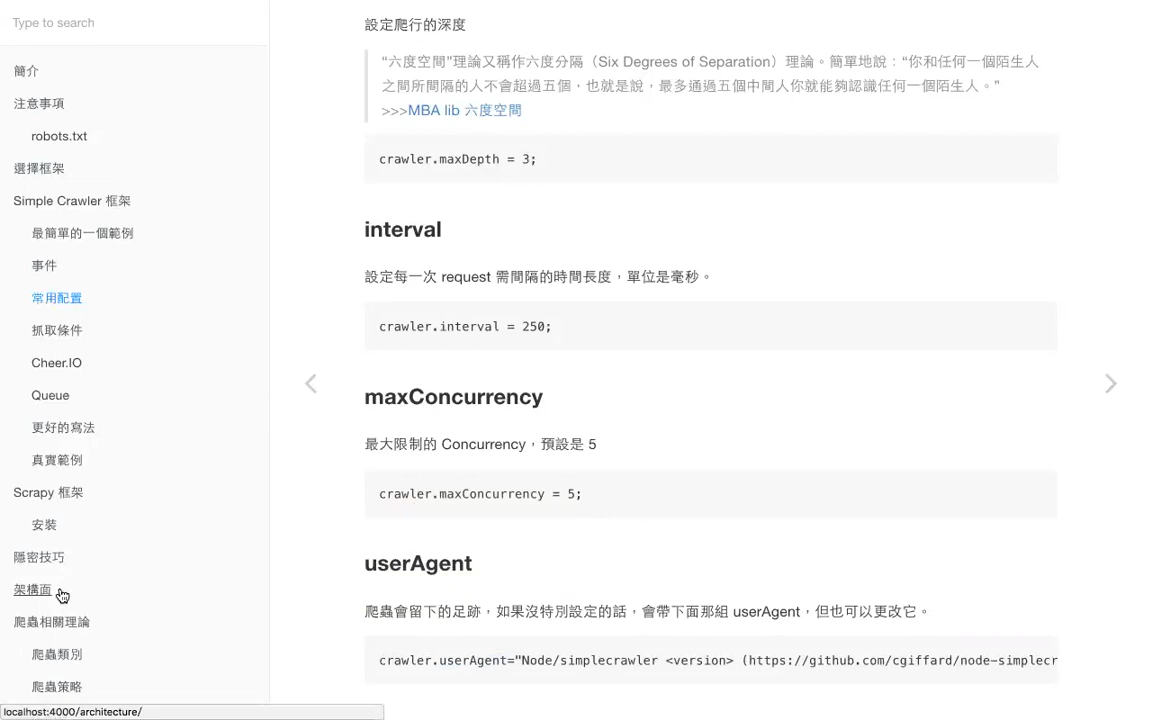 Type to search
簡介
注意事項
robots.txt
選擇框架
Simple Crawler 框架
最簡單的一個範例
事件
常用配置
抓取條件
Cheer.IO
Queue
更好的寫法
真實範例
Scrapy 框架
安裝
隱密技巧
架構面
爬蟲相關理論
爬蟲類別
爬蟲策略
localhost:4000/architecture/
設定爬行的深度
“六度空間”理論又稱作六度分隔（Six Degrees of Separation）理論。簡單地說：“你和任何一個陌生人
之間所間隔的人不會超過五個，也就是說，最多通過五個中間人你就能夠認識任何一個陌生人。”
>>>MBA lib 六度空間
crawler.maxDepth = 3;
interval
設定每一次 request 需間隔的時間長度，單位是毫秒。
crawler.interval = 250;
maxConcurrency
最大限制的 Concurrency，預設是 5
crawler.maxConcurrency = 5;
userAgent
爬蟲會留下的足跡，如果沒特別設定的話，會帶下面那組 userAgent，但也可以更改它。
crawler.userAgent="Node/simplecrawler <version> (https://github.com/cgiffard/node-simplecr